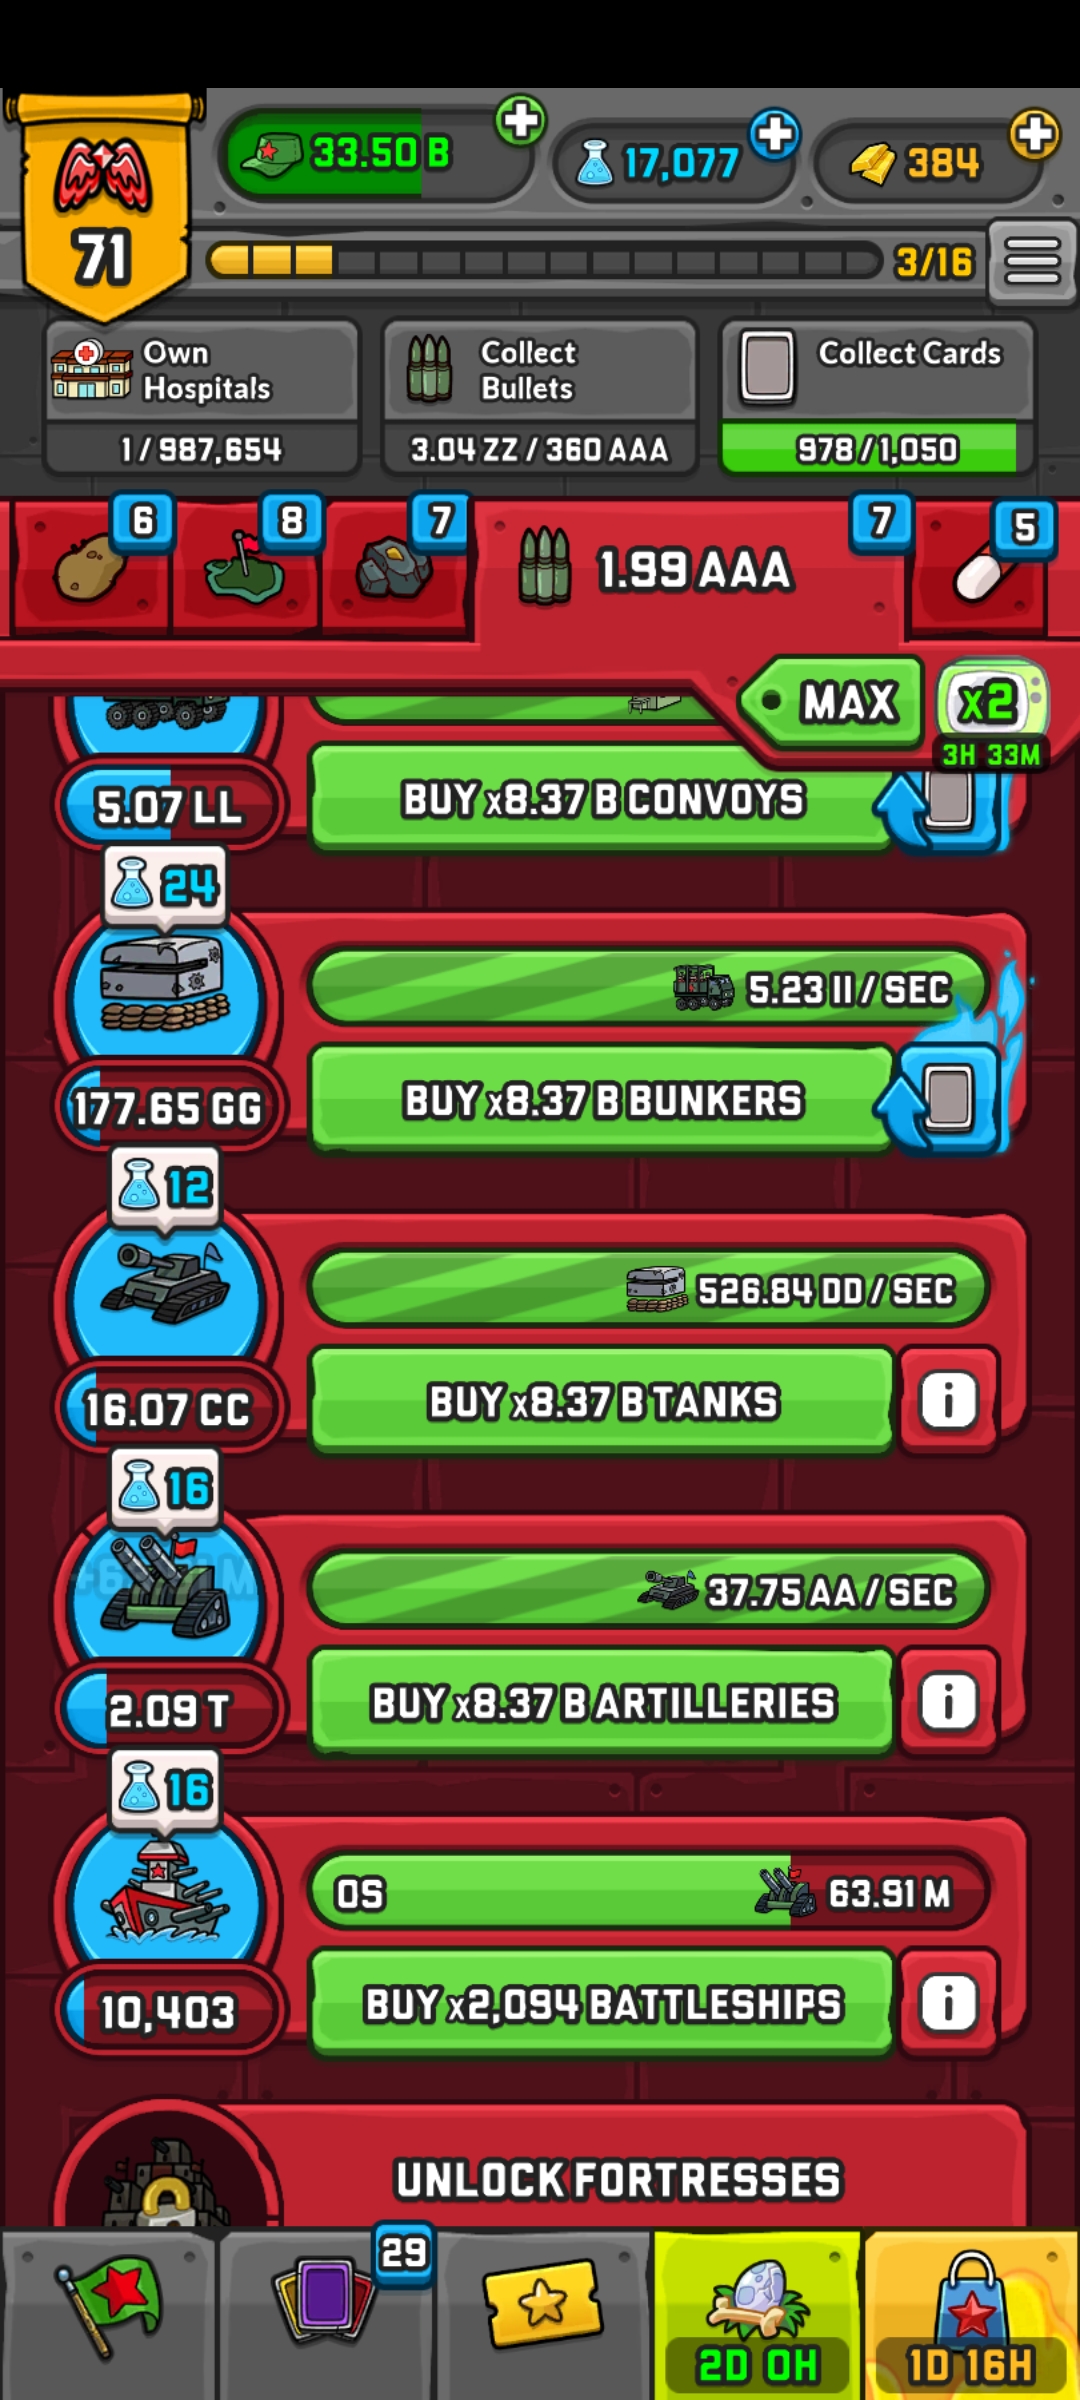 33.50 B
17,077
384
71
3/16
Own
Hospitals
1 / 987,654
Collect
Bullets
3.04 ZZ / 360 AAA
Collect Cards
978 / 1,050
6
8
7
1.99 AAA
7
5
MAX
x2
3H 33M
5.07 LL
BUY x8.37 B CONVOYS
24
5.23 II / SEC
177.65 GG
BUY x8.37 B BUNKERS
12
526.84 DD / SEC
16.07 CC
BUY x8.37 B TANKS
i
16
37.75 AA / SEC
2.09 T
BUY x8.37 B ARTILLERIES
i
16
0S
63.91 M
10,403
BUY x2,094 BATTLESHIPS
i
UNLOCK FORTRESSES
29
2D 0H
1D 16H